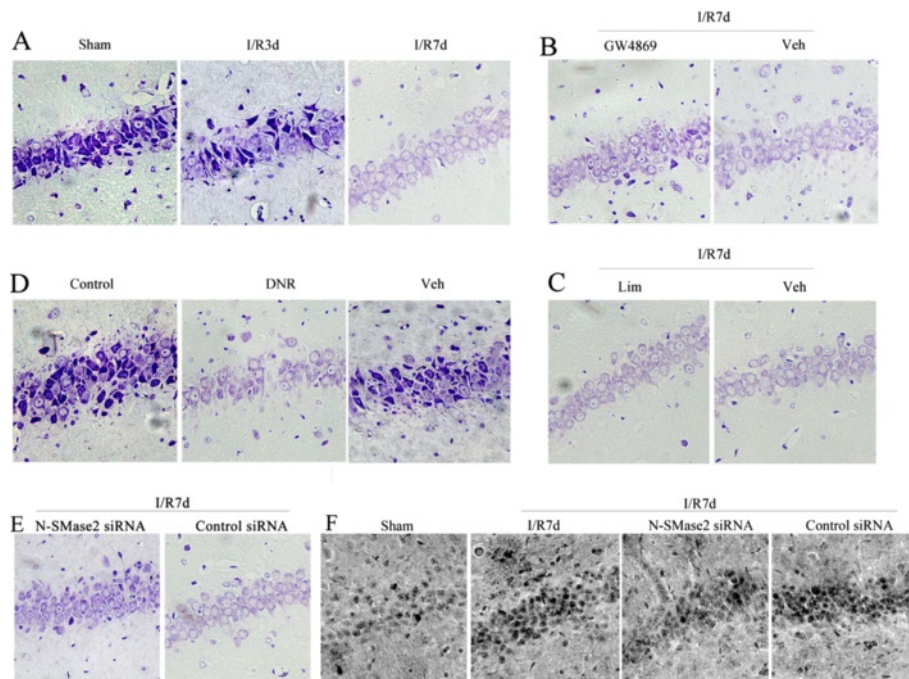 A
Sham
I/R3d
I/R7d
B
I/R7d
GW4869
Veh
D
Control
DNR
Veh
C
I/R7d
Lim
Veh
E
I/R7d
N-SMase2 siRNA
Control siRNA
F
Sham
I/R7d
I/R7d
N-SMase2 siRNA
Control siRNA